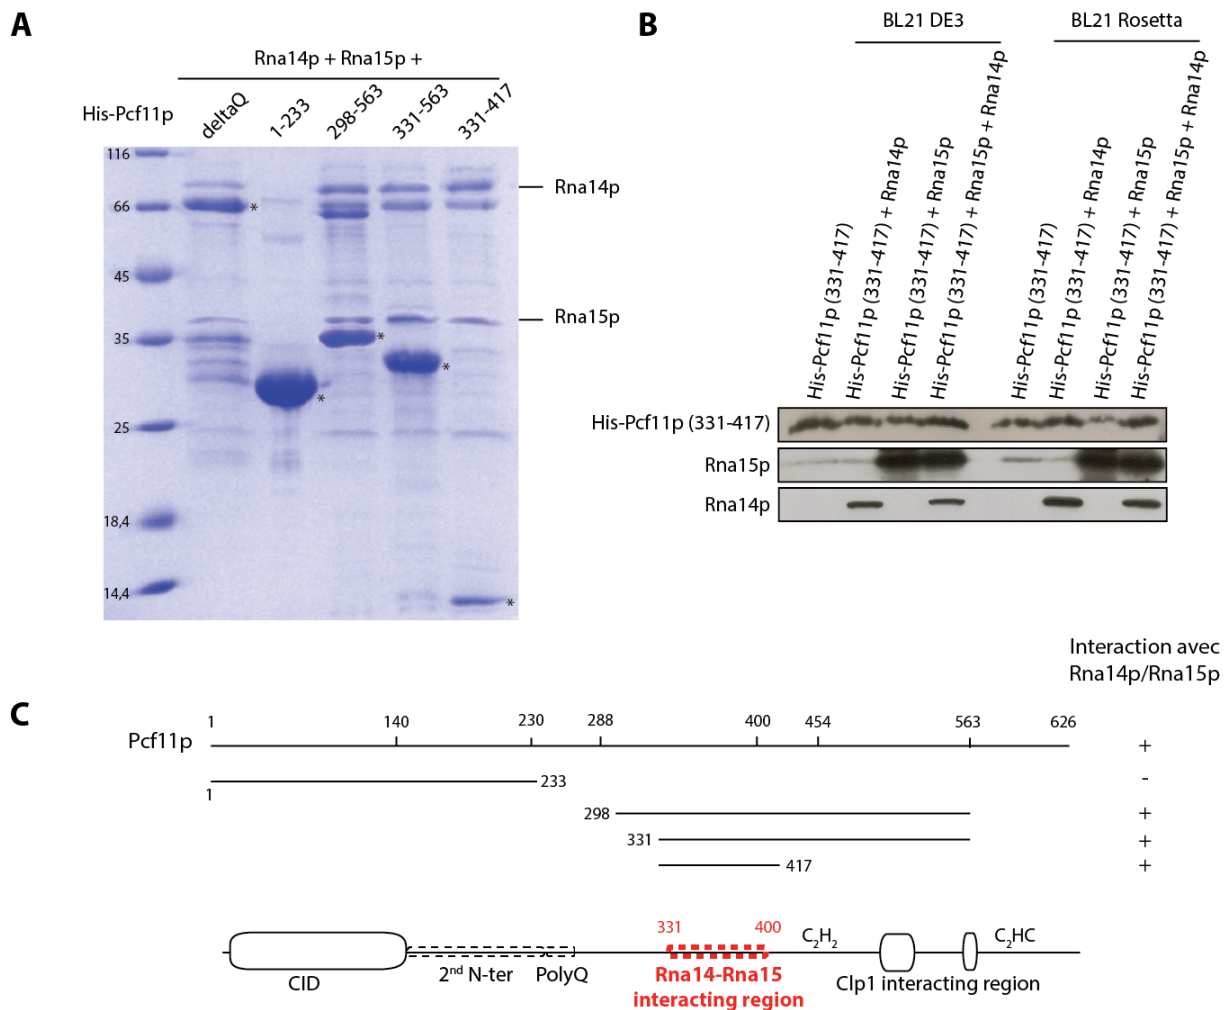 A
Rna14p + Rna15p +
His-Pcf11p
deltaQ
1-233
298-563
331-563
331-417
116
66
45
35
25
18,4
14,4
Rna14p
Rna15p
*
*
*
*
*
B
BL21 DE3
BL21 Rosetta
His-Pcf11p (331-417)
His-Pcf11p (331-417) + Rna14p
His-Pcf11p (331-417) + Rna15p
His-Pcf11p (331-417) + Rna15p + Rna14p
His-Pcf11p (331-417)
His-Pcf11p (331-417) + Rna14p
His-Pcf11p (331-417) + Rna15p
His-Pcf11p (331-417) + Rna15p + Rna14p
His-Pcf11p (331-417)
Rna15p
Rna14p
Interaction avec
Rna14p/Rna15p
C
1 140 230 288 400 454 563 626
Pcf11p +
1 233 -
298 +
331 +
417 +
331 400
C2H2 C2HC
CID 2nd N-ter PolyQ Rna14-Rna15 Clp1 interacting region
interacting region